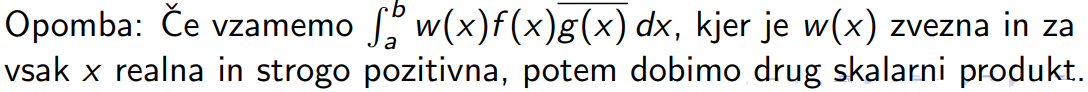 Opomba: Če vzamemo $\int_a^b w(x)f(x)\overline{g(x)}\,dx$, kjer je $w(x)$ zvezna in za
vsak $x$ realna in strogo pozitivna, potem dobimo drug skalarni produkt.